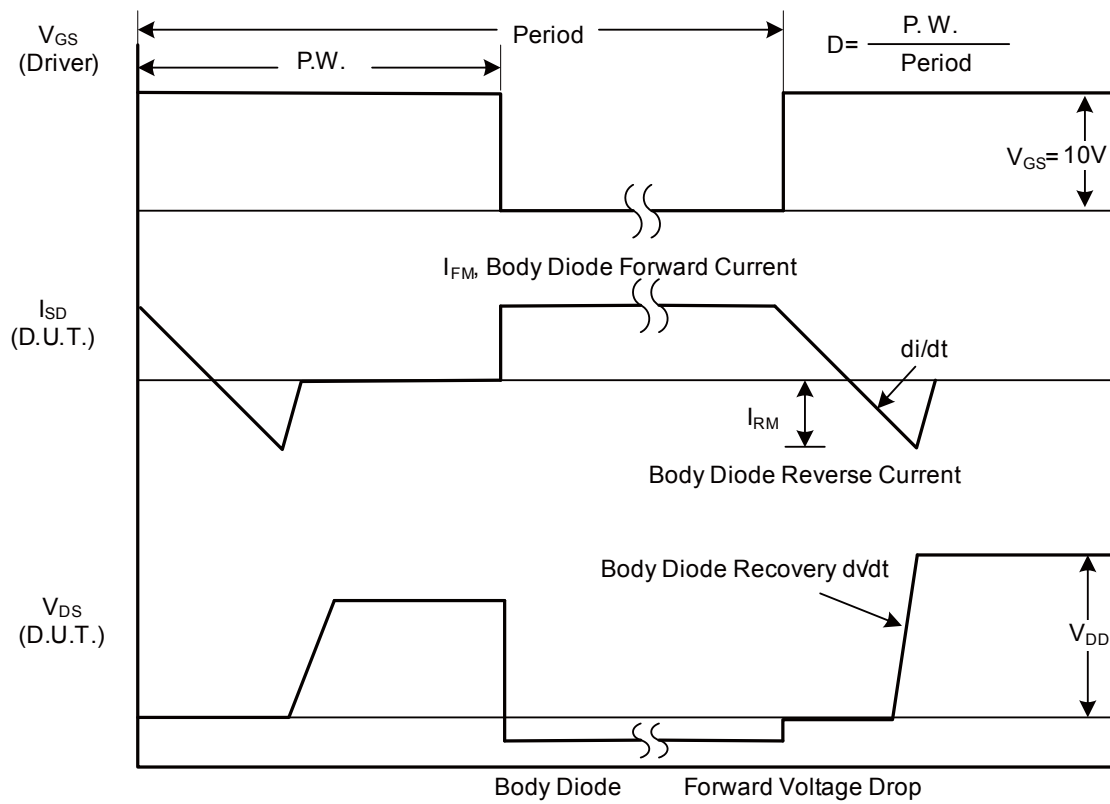 VGS
(Driver)
Period
P.W.
D= P. W.
Period
VGS= 10V
IFM, Body Diode Forward Current
ISD
(D.U.T.)
di/dt
IRM
Body Diode Reverse Current
Body Diode Recovery dv/dt
VDS
(D.U.T.)
VDD
Body Diode Forward Voltage Drop